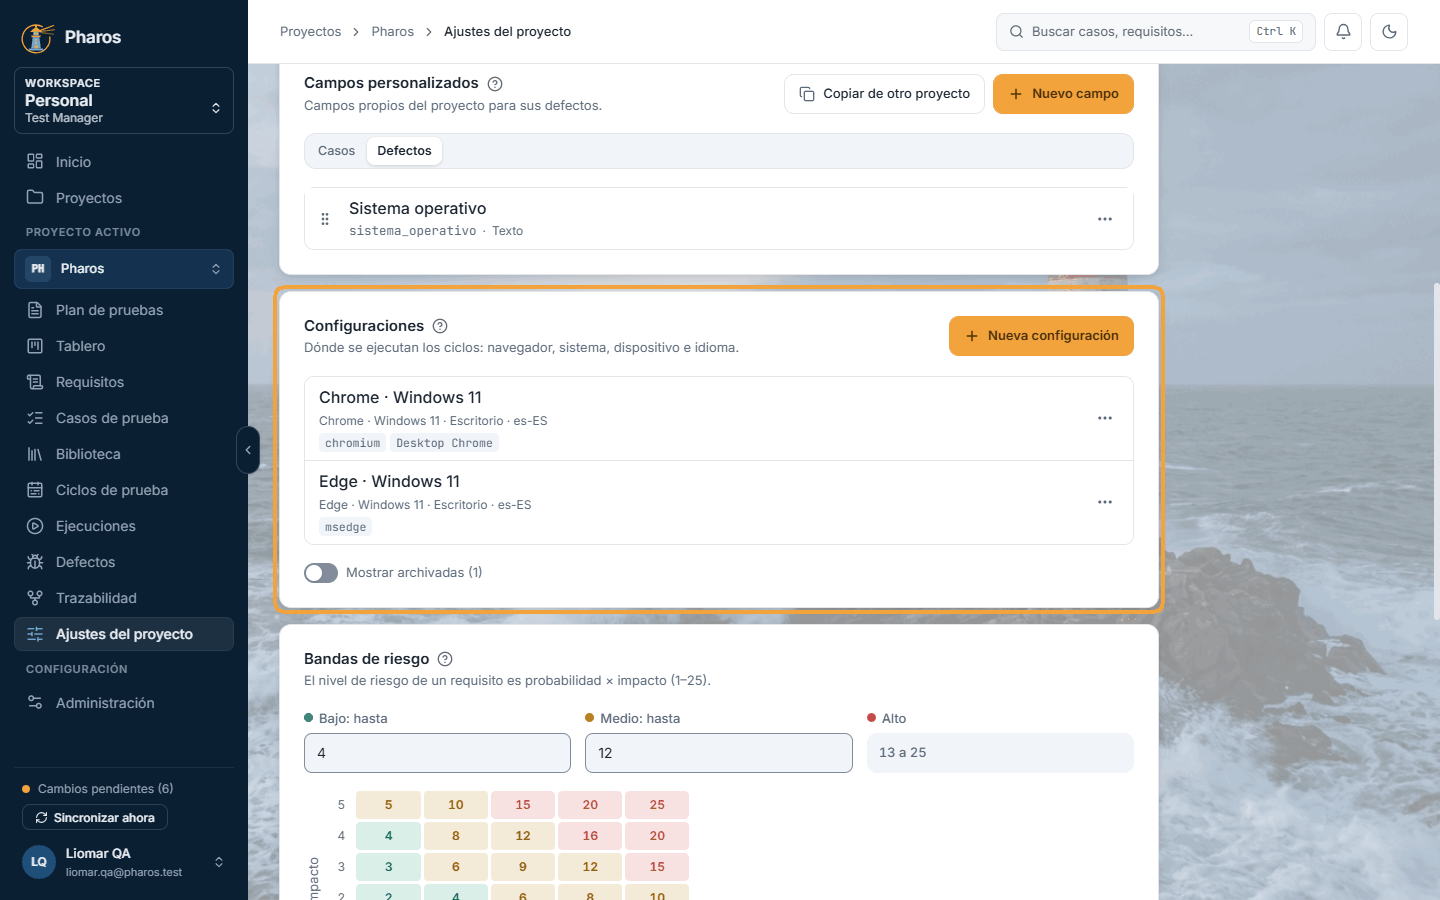 Pharos
WORKSPACE
Personal
Test Manager
Inicio
Proyectos
PROYECTO ACTIVO
PH Pharos
Plan de pruebas
Tablero
Requisitos
Casos de prueba
Biblioteca
Ciclos de prueba
Ejecuciones
Defectos
Trazabilidad
Ajustes del proyecto
CONFIGURACIÓN
Administración
Cambios pendientes (6)
Sincronizar ahora
LQ
Liomar QA
liomar.qa@pharos.test
Proyectos > Pharos > Ajustes del proyecto
Buscar casos, requisitos... Ctrl K
Campos personalizados
Campos propios del proyecto para sus defectos.
Copiar de otro proyecto
+ Nuevo campo
Casos Defectos
Sistema operativo
sistema_operativo · Texto
Configuraciones
Dónde se ejecutan los ciclos: navegador, sistema, dispositivo e idioma.
+ Nueva configuración
Chrome · Windows 11
Chrome · Windows 11 · Escritorio · es-ES
chromium Desktop Chrome
Edge · Windows 11
Edge · Windows 11 · Escritorio · es-ES
msedge
Mostrar archivadas (1)
Bandas de riesgo
El nivel de riesgo de un requisito es probabilidad × impacto (1–25).
Bajo: hasta Medio: hasta Alto
4 12 13 a 25
5 5 10 15 20 25
4 4 8 12 16 20
3 3 6 9 12 15
2 2 4 6 8 10